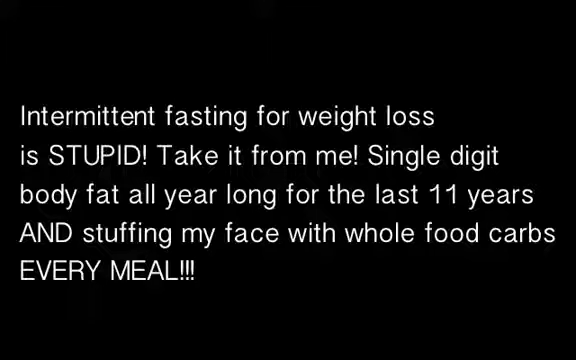 Intermittent fasting for weight loss
is STUPID! Take it from me! Single digit
body fat all year long for the last 11 years
AND stuffing my face with whole food carbs
EVERY MEAL!!!